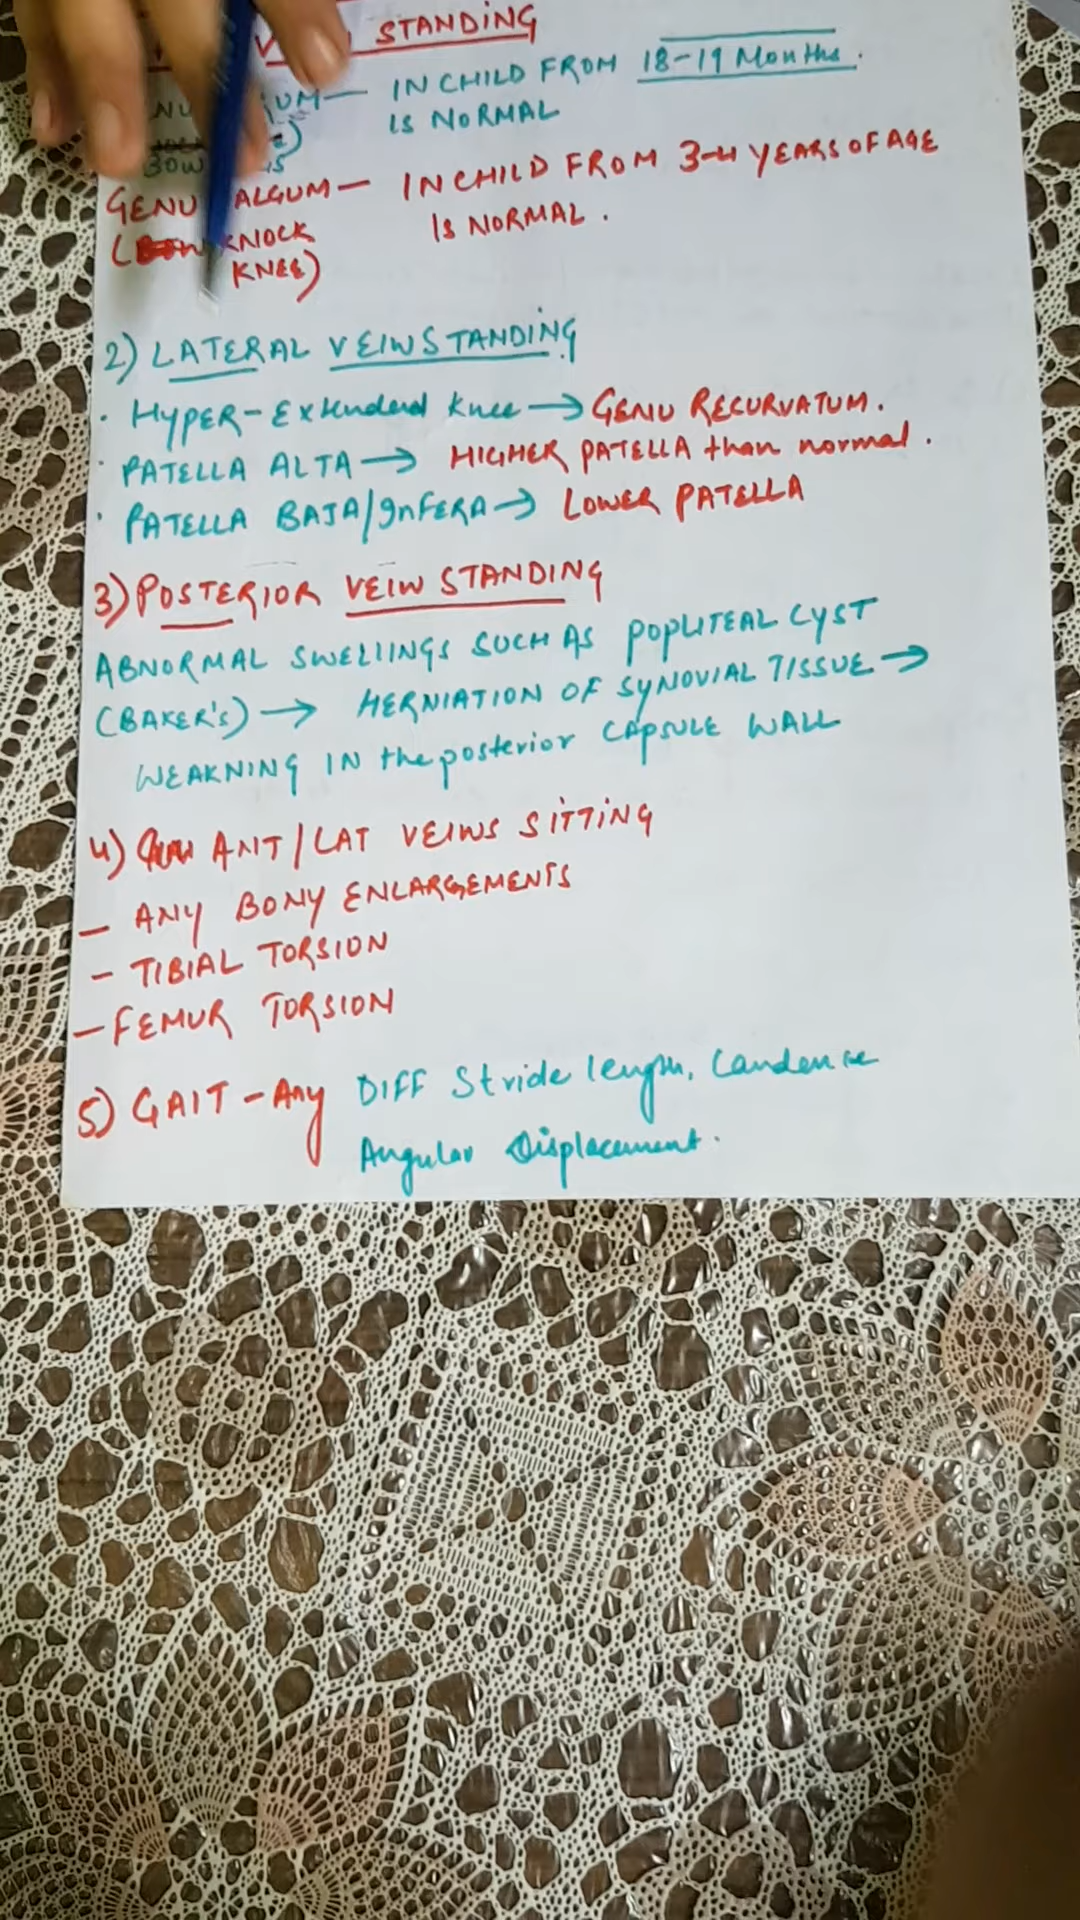 STANDING
IN CHILD FROM 18-19 Months.
IS NORMAL
GENU ALGUM — IN CHILD FROM 3-4 YEARS OF AGE
IS NORMAL.
(KNOCK
KNEE)
2) LATERAL VEIW STANDING
· HYPER-Extended Knee → GENU RECURVATUM.
· PATELLA ALTA → HIGHER PATELLA than normal.
· PATELLA BAJA/InFERA → LOWER PATELLA
3) POSTERIOR VEIW STANDING
ABNORMAL SWELLINGS SUCH AS POPLITEAL CYST
(BAKER'S) → HERNIATION OF SYNOVIAL TISSUE →
WEAKNING IN the posterior CAPSULE WALL
4) ANT/LAT VEIWS SITTING
- ANY BONY ENLARGEMENTS
- TIBIAL TORSION
- FEMUR TORSION
5) GAIT - Any DIFF Stride length, Candence
Angular Displacement.